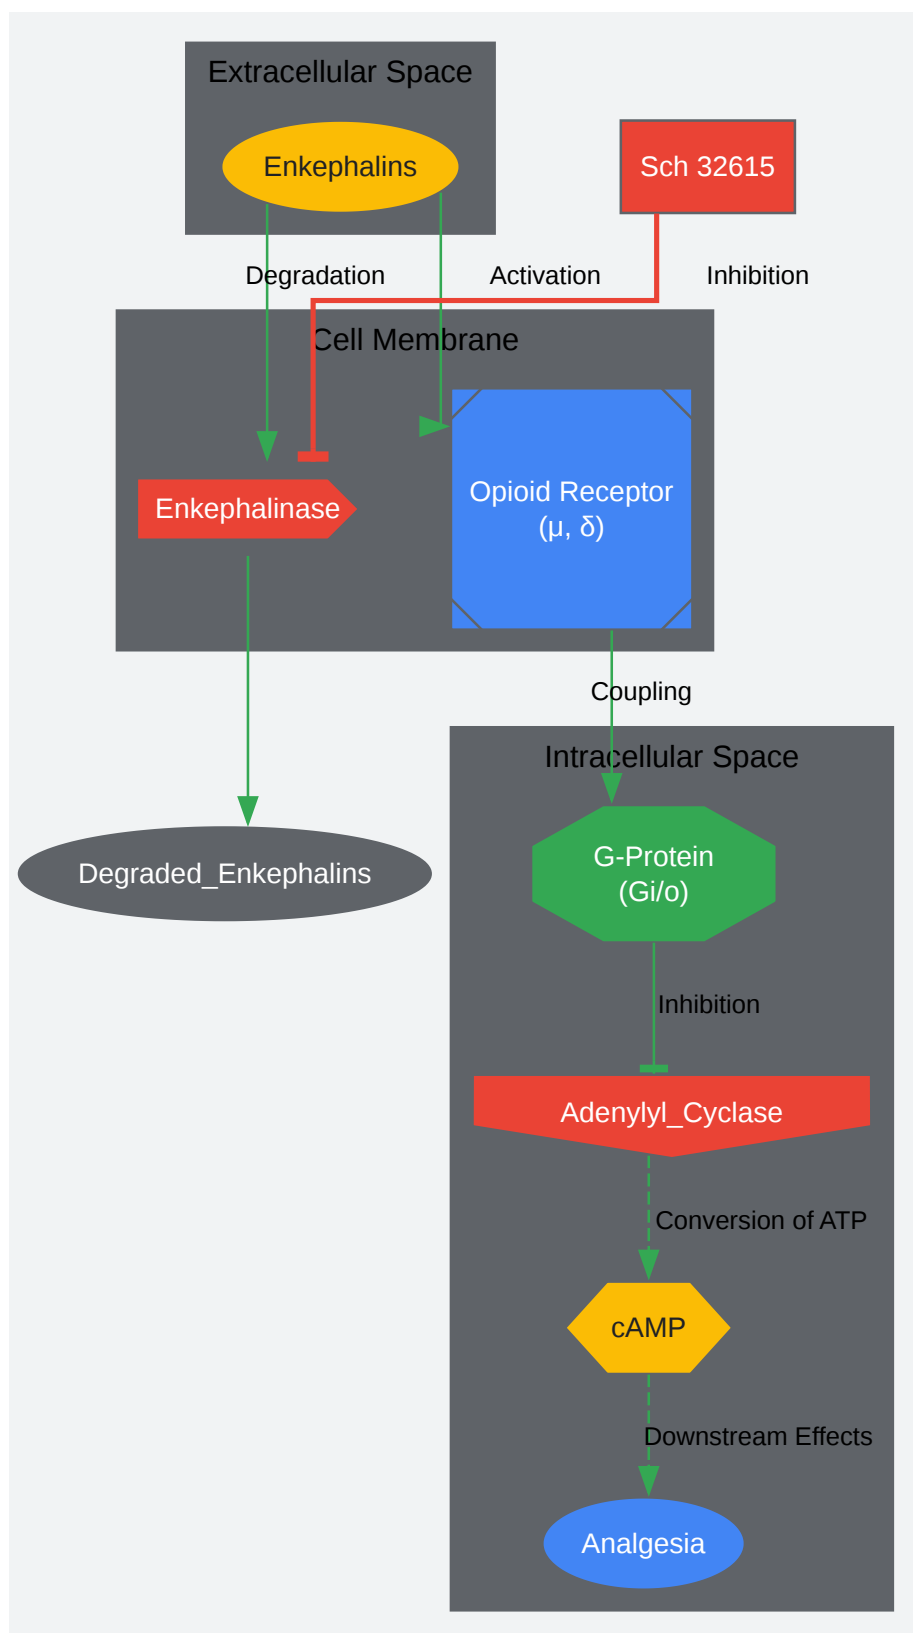 Extracellular Space
Enkephalins
Sch 32615
Degradation
Activation
Inhibition
Cell Membrane
Enkephalinase
Opioid Receptor
(μ, δ)
Coupling
Intracellular Space
G-Protein
(Gi/o)
Degraded_Enkephalins
Inhibition
Adenylyl_Cyclase
Conversion of ATP
cAMP
Downstream Effects
Analgesia